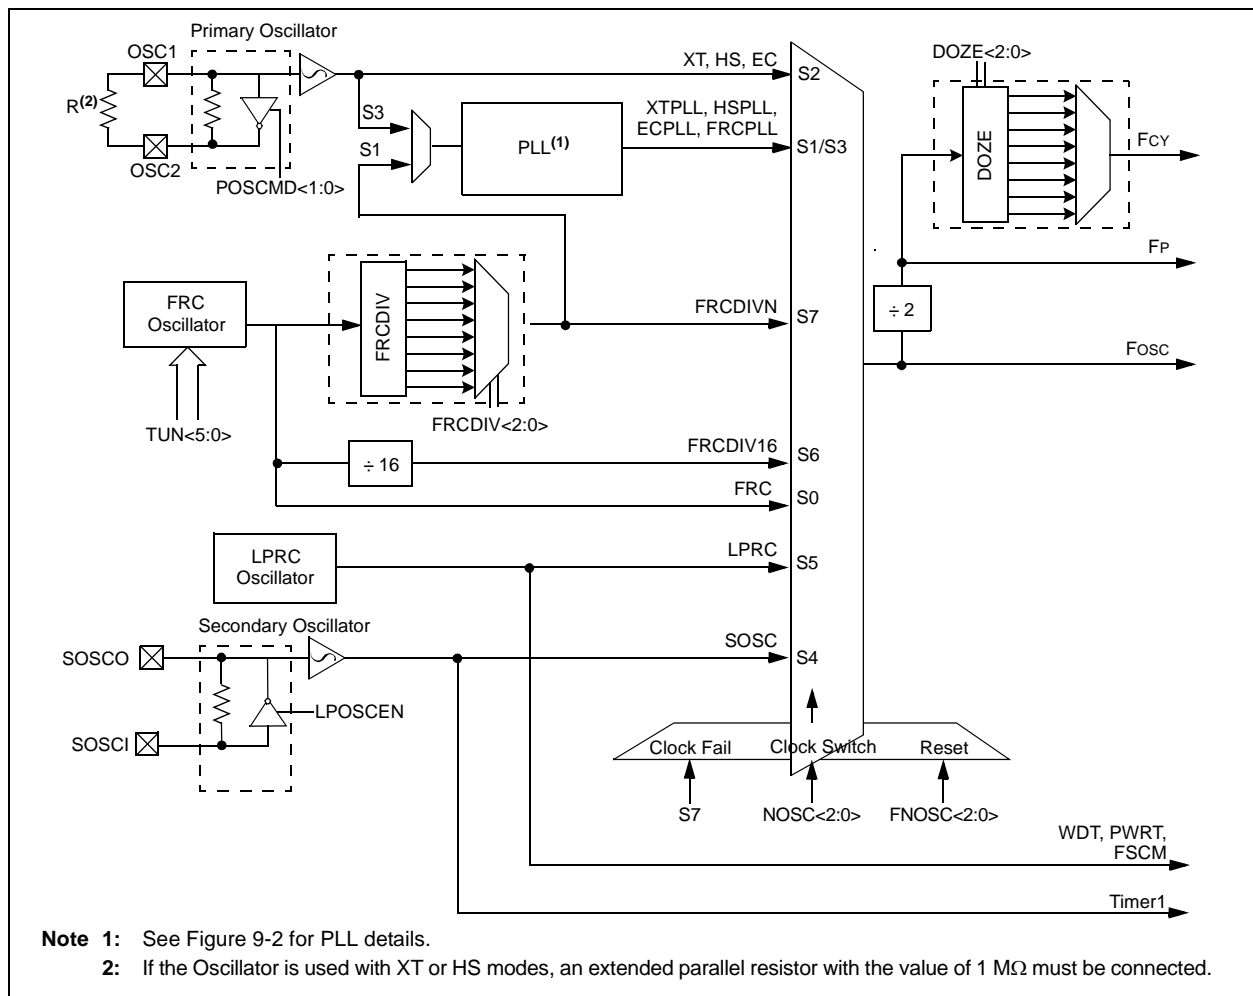 Primary Oscillator
OSC1
R(2)
OSC2
POSCMD<1:0>
S3
S1
PLL(1)
XT, HS, EC
XTPLL, HSPLL,
ECPLL, FRCPLL
S2
S1/S3
DOZE<2:0>
DOZE
FCY
FP
÷ 2
FOSC
FRC
Oscillator
TUN<5:0>
FRCDIV
FRCDIV<2:0>
FRCDIVN
S7
÷ 16
FRCDIV16
S6
FRC
S0
LPRC
Oscillator
LPRC
S5
Secondary Oscillator
SOSCO
SOSCI
LPOSCEN
SOSC
S4
Clock Fail
Clock Switch
Reset
S7
NOSC<2:0>
FNOSC<2:0>
WDT, PWRT,
FSCM
Timer1
Note 1: See Figure 9-2 for PLL details.
2: If the Oscillator is used with XT or HS modes, an extended parallel resistor with the value of 1 MΩ must be connected.